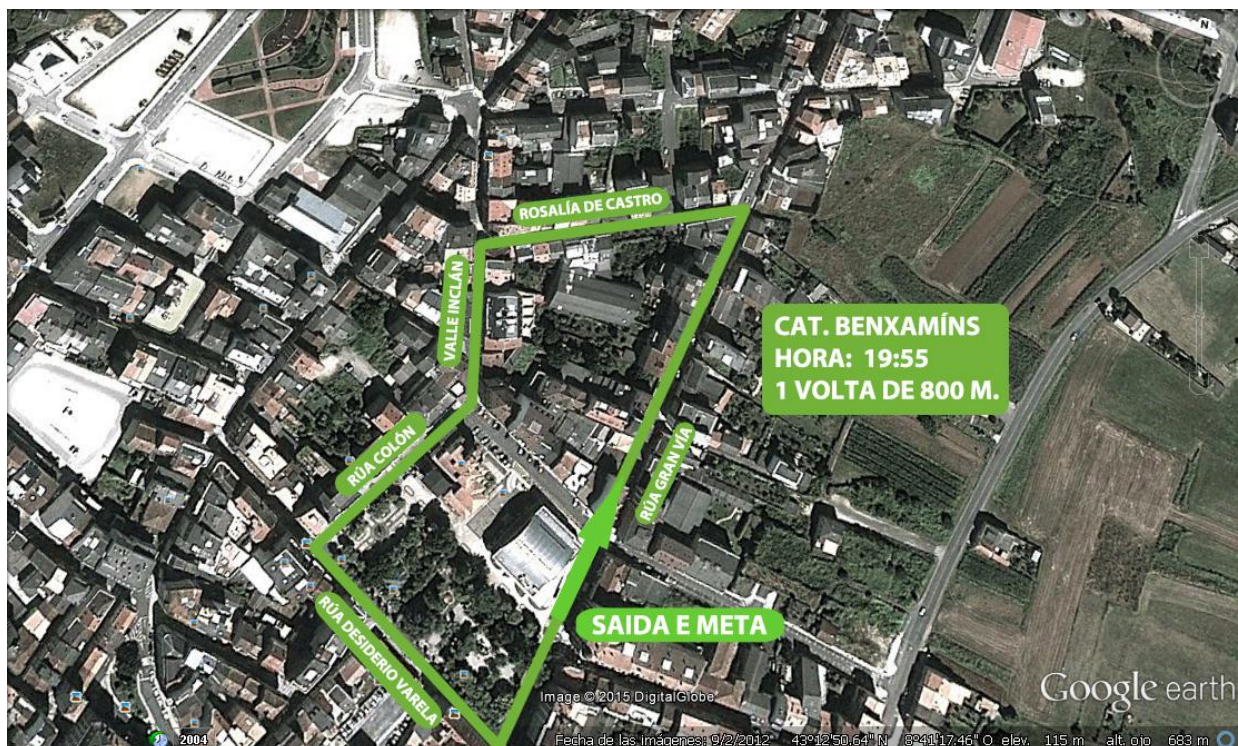 N
ROSALÍA DE CASTRO
VALLE INCLÁN
CAT. BENXAMÍNS
HORA: 19:55
1 VOLTA DE 800 M.
RÚA COLÓN
RÚA GRAN VÍA
SAIDA E META
RÚA DESIDERIO VARELA
Image © 2015 DigitalGlobe
Google earth
2004
Fecha de las imágenes: 9/2/2012 43°12'50.64" N 8°41'17.46" O elev. 115 m alt. ojo 683 m